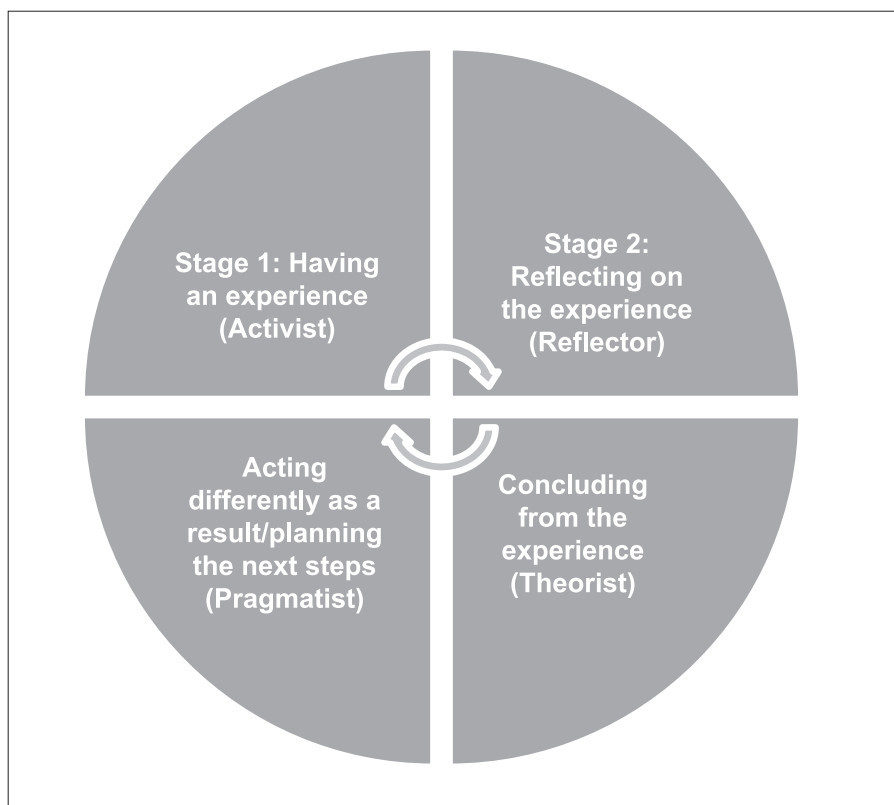 Stage 1: Having
an experience
(Activist)
Stage 2:
Reflecting on
the experience
(Reflector)
Acting
differently as a
result/planning
the next steps
(Pragmatist)
Concluding
from the
experience
(Theorist)